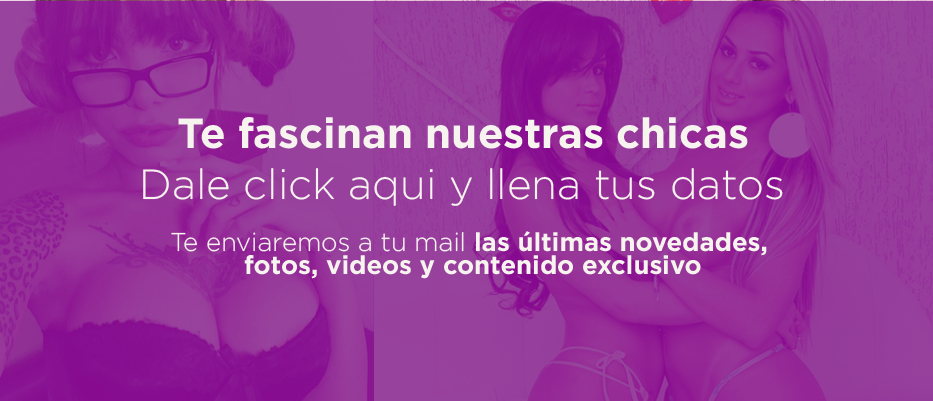 Te fascinan nuestras chicas
Dale click aqui y llena tus datos
Te enviaremos a tu mail las últimas novedades,
fotos, videos y contenido exclusivo